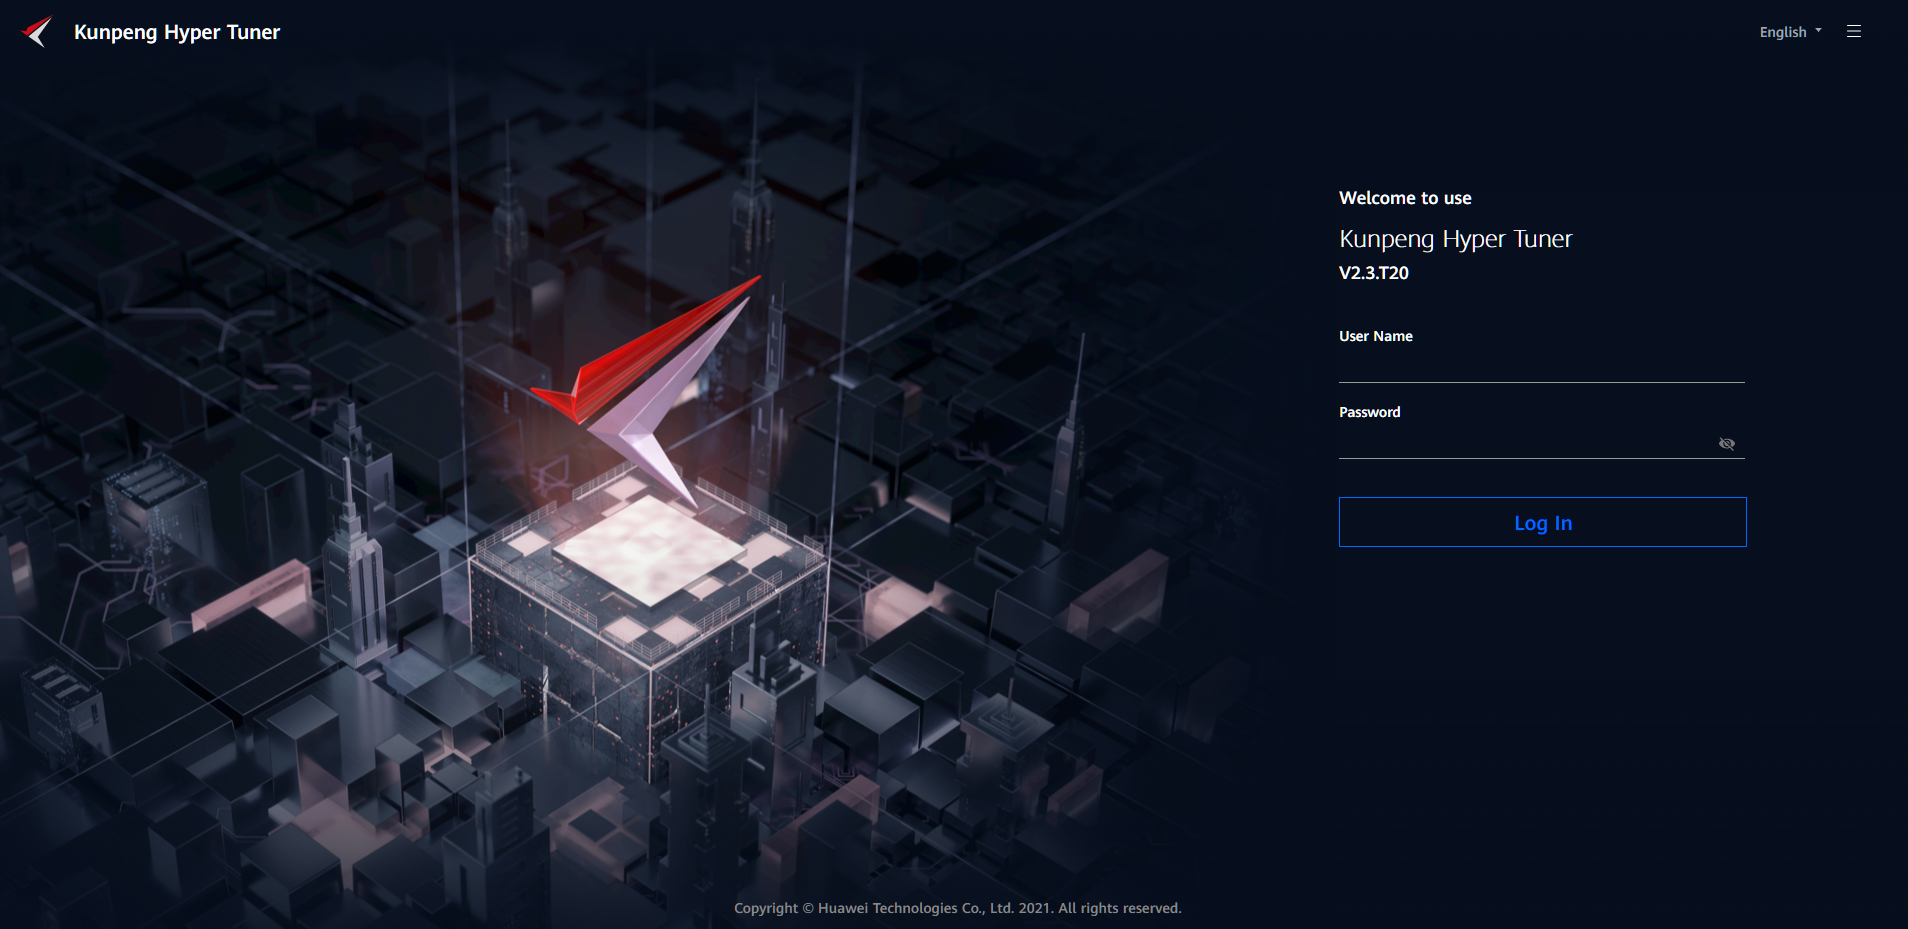 Kunpeng Hyper Tuner
English
Welcome to use
Kunpeng Hyper Tuner
V2.3.T20
User Name
Password
Log In
Copyright © Huawei Technologies Co., Ltd. 2021. All rights reserved.